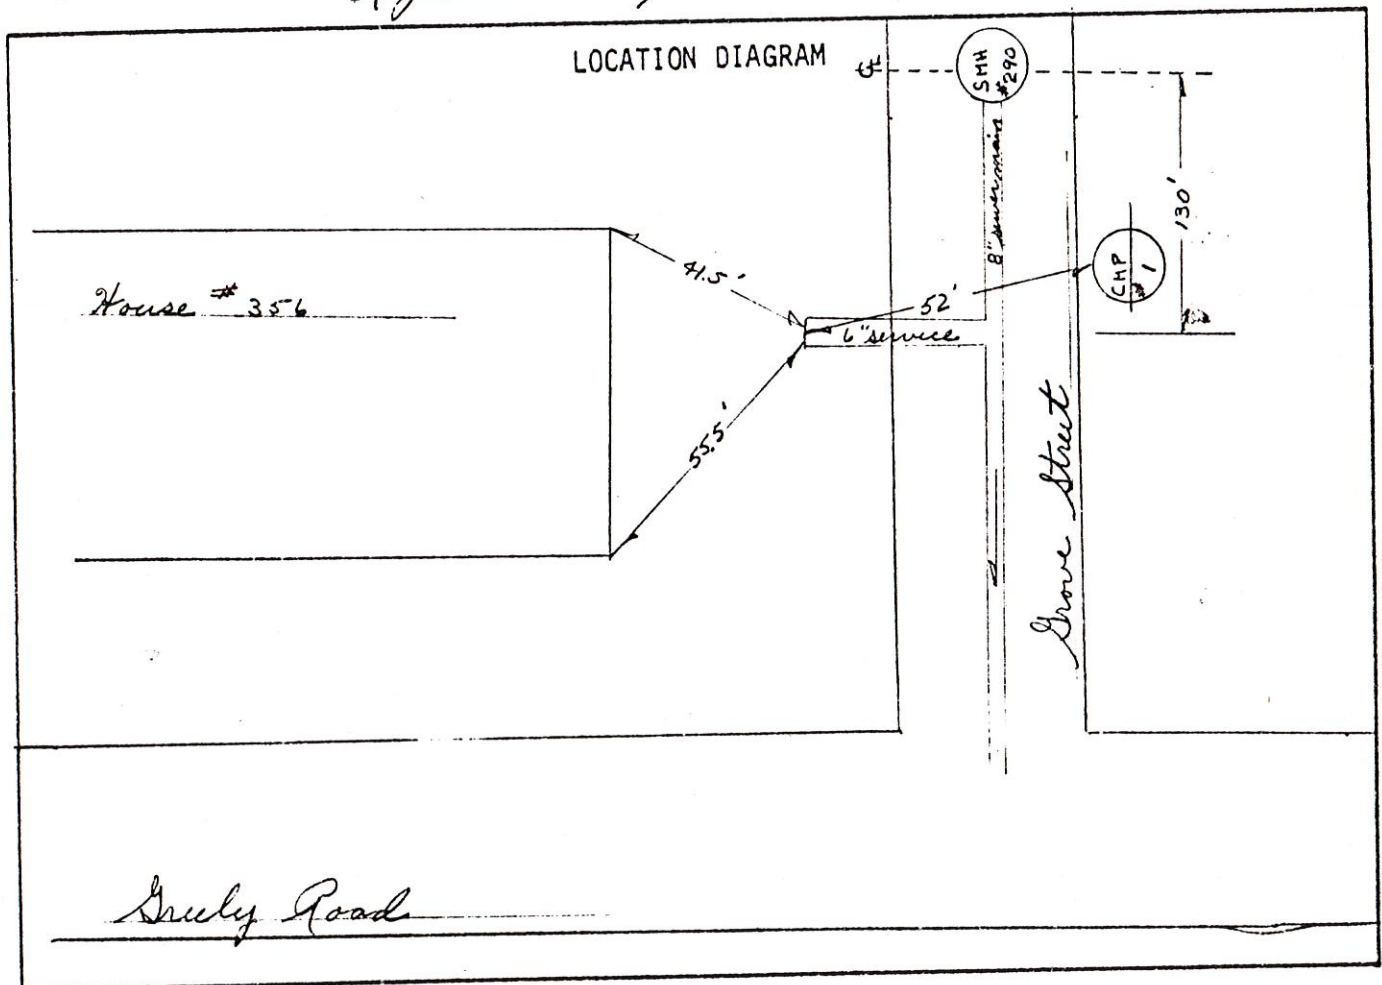 LOCATION DIAGRAM
℄
SMH
#290
8" sewer main
130'
CMP
#1
41.5'
House # 356
52'
6" service
55.5'
Grove Street
Greely Road